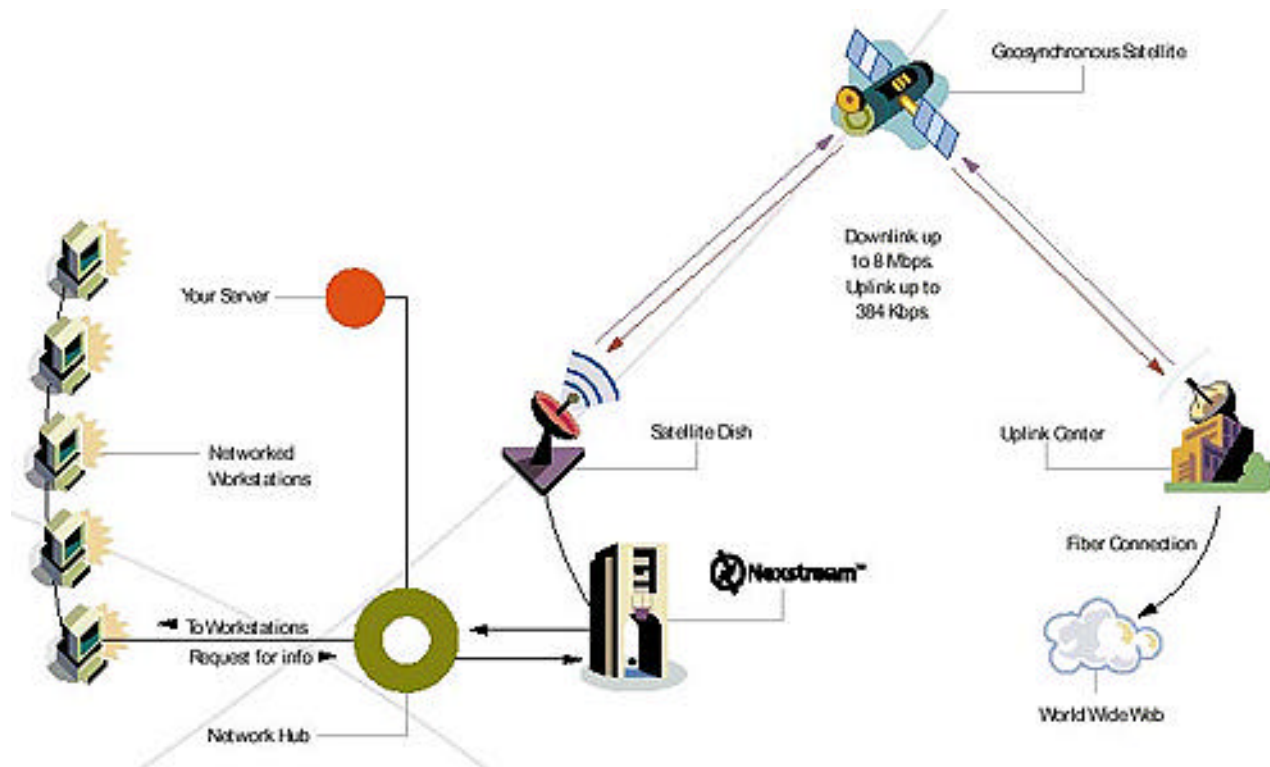 Geosynchronous Satellite
Downlink up
to 8 Mbps.
Uplink up to
384 Kbps.
Your Server
Satellite Dish
Uplink Center
Networked
Workstations
Fiber Connection
Nexstream™
To Workstations
Request for info
World Wide Web
Network Hub